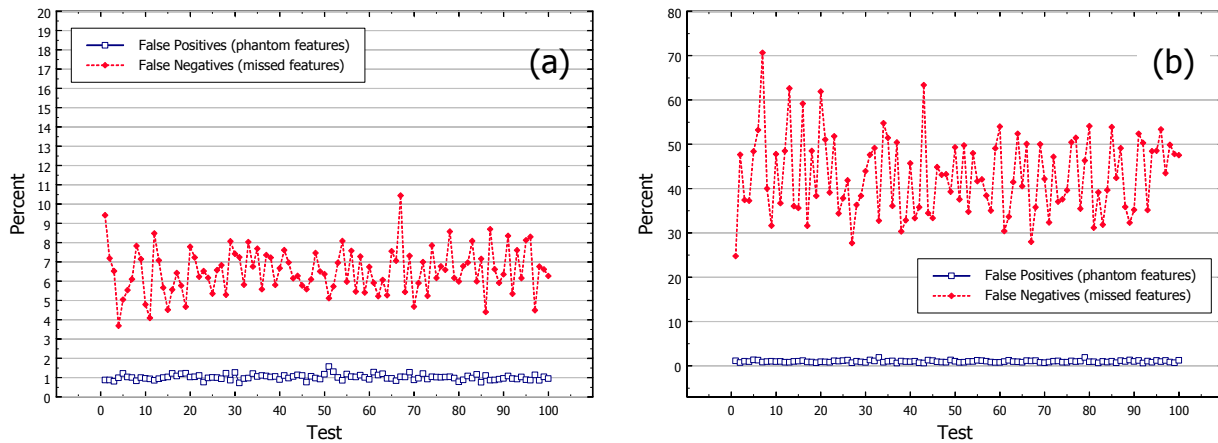 20
19
18
17
16
15
14
13
12
11
10
9
8
7
6
5
4
3
2
1
0
Percent
False Positives (phantom features)
False Negatives (missed features)
(a)
0 10 20 30 40 50 60 70 80 90 100
Test
80
70
60
50
40
30
20
10
0
Percent
(b)
False Positives (phantom features)
False Negatives (missed features)
0 10 20 30 40 50 60 70 80 90 100
Test